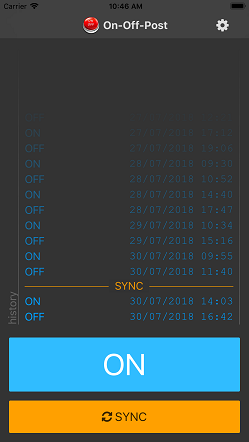 Carrier 10:46 AM
On-Off-Post
ON 27/07/2018
OFF 27/07/2018
ON 28/07/2018 09:30
OFF 28/07/2018 10:52
ON 28/07/2018 14:40
OFF 28/07/2018 17:47
ON 29/07/2018 10:34
OFF 29/07/2018 15:16
ON 30/07/2018 09:55
OFF 30/07/2018 11:40
SYNC
ON 30/07/2018 14:03
OFF 30/07/2018 16:42
history
ON
SYNC